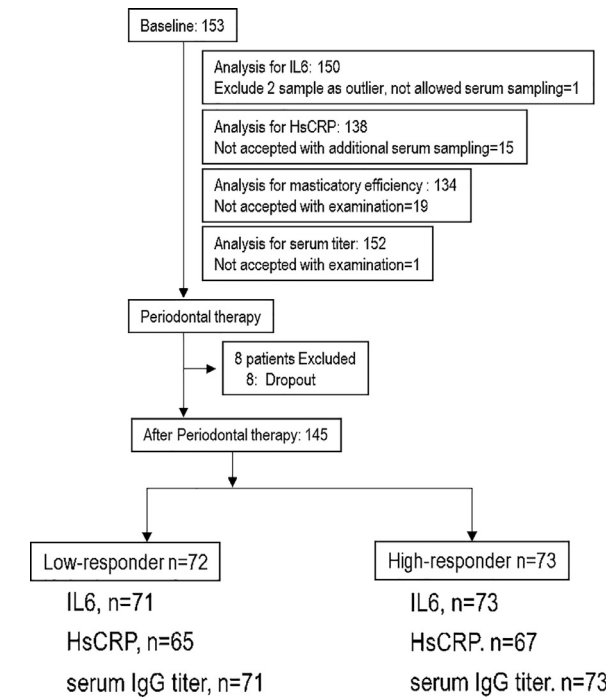 Baseline: 153
Analysis for IL6: 150
Exclude 2 sample as outlier, not allowed serum sampling=1
Analysis for HsCRP: 138
Not accepted with additional serum sampling=15
Analysis for masticatory efficiency : 134
Not accepted with examination=19
Analysis for serum titer: 152
Not accepted with examination=1
Periodontal therapy
8 patients Excluded
8: Dropout
After Periodontal therapy: 145
Low-responder n=72
IL6, n=71
HsCRP, n=65
serum IgG titer, n=71
High-responder n=73
IL6, n=73
HsCRP. n=67
serum IgG titer. n=73